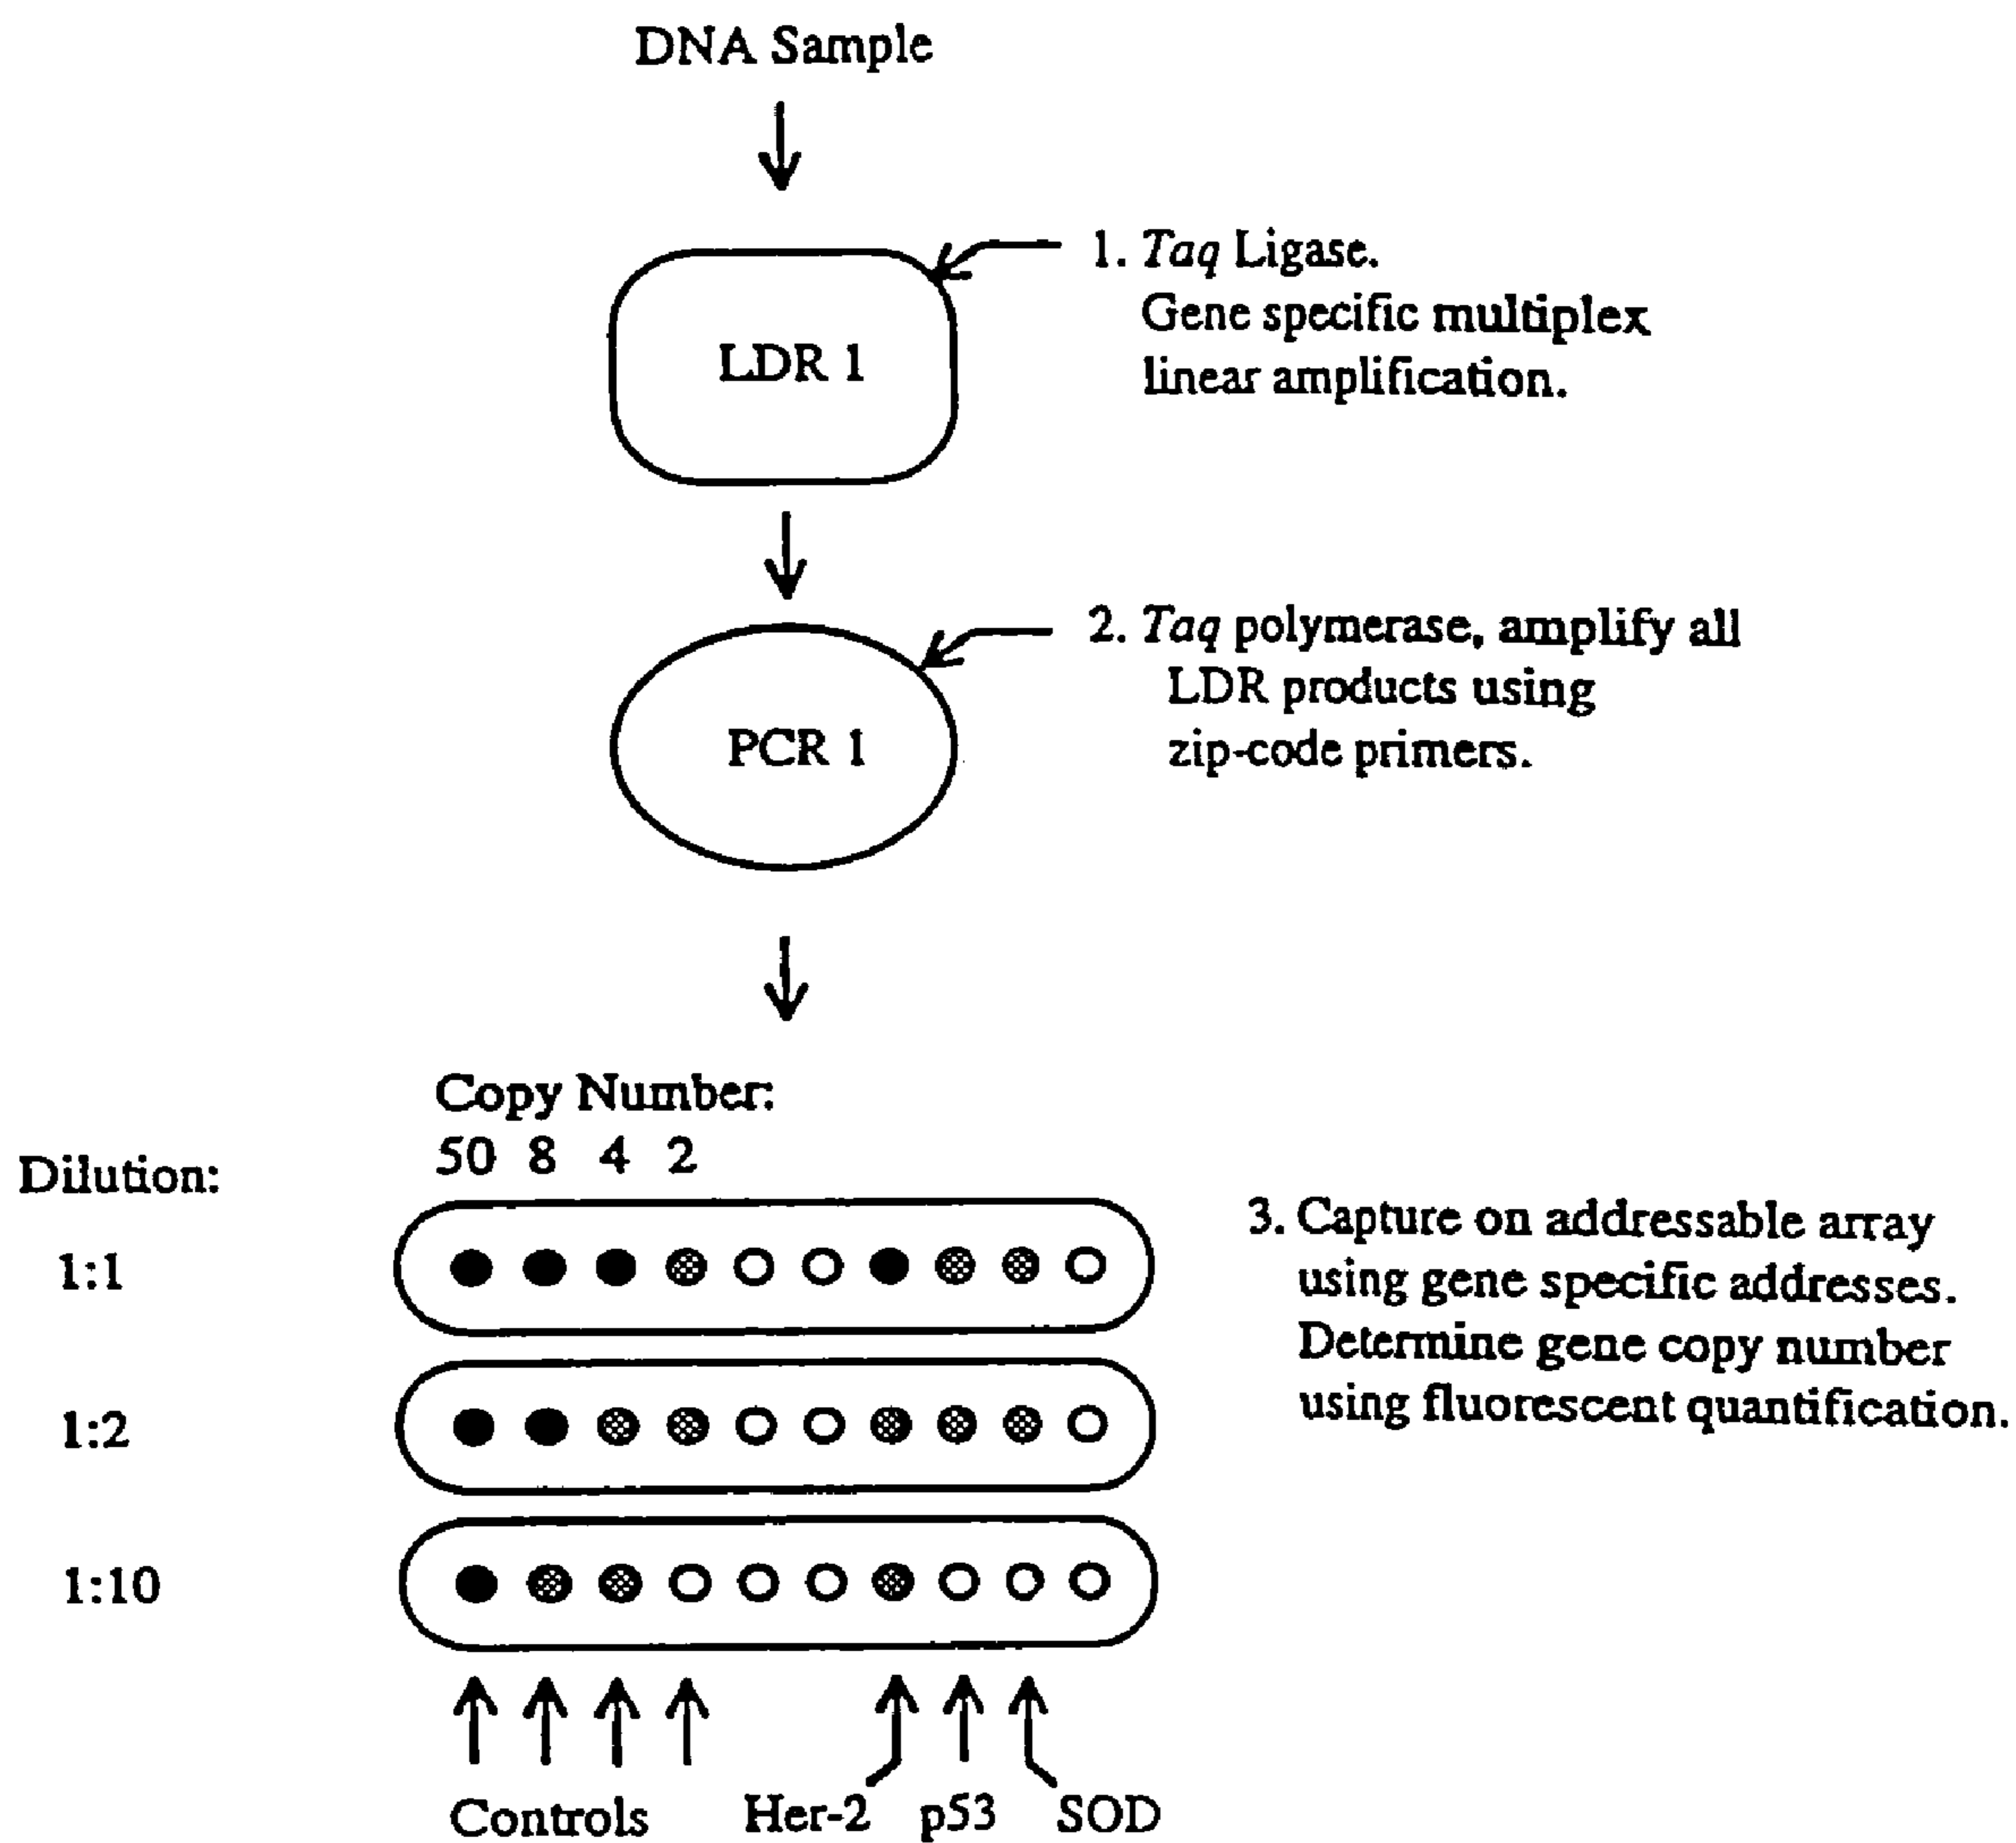 DNA Sample
1. Taq Ligase.
Gene specific multiplex
linear amplification.
LDR 1
2. Taq polymerase, amplify all
LDR products using
zip-code primers.
PCR 1
Copy Number:
50 8 4 2
Dilution:
1:1
1:2
1:10
3. Capture on addressable array
using gene specific addresses.
Determine gene copy number
using fluorescent quantification.
Controls
Her-2
p53
SOD